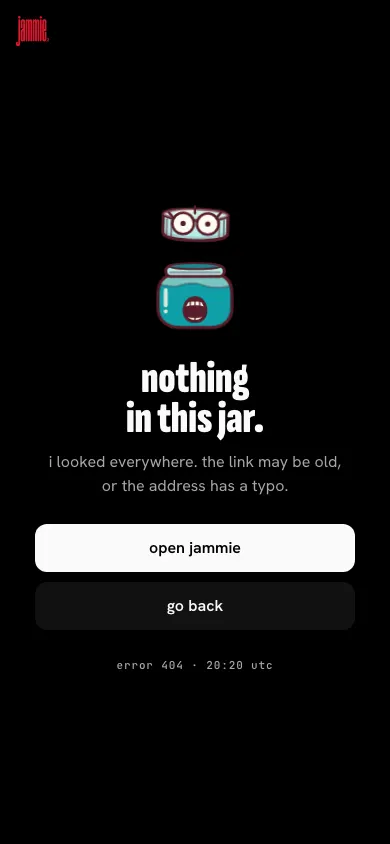 jammie.
nothing
in this jar.
i looked everywhere. the link may be old,
or the address has a typo.
open jammie
go back
error 404 · 20:20 utc